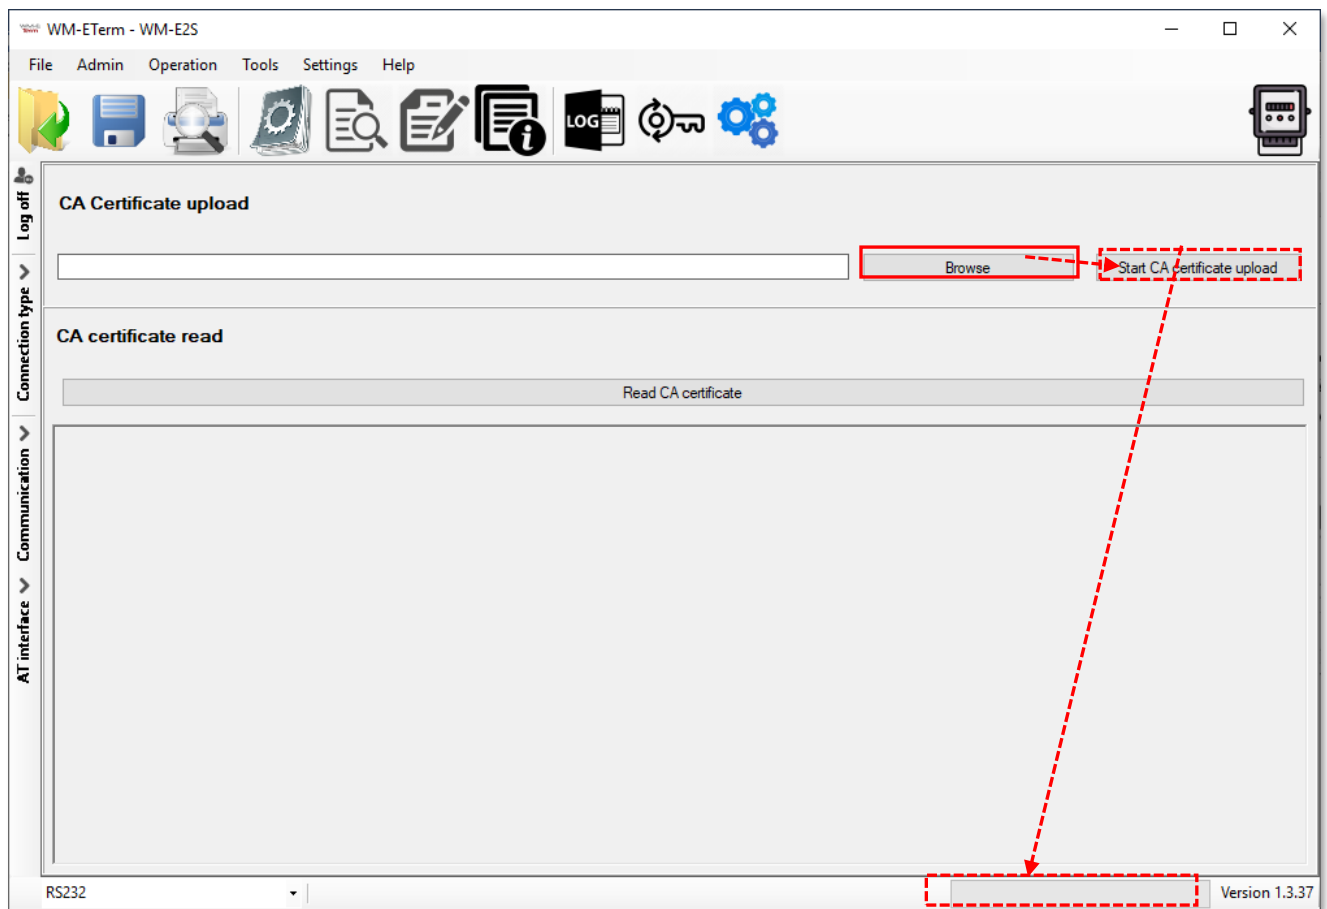 WM-ETerm - WM-E2S
File Admin Operation Tools Settings Help
LOG
Log off
Connection type
Communication
AT interface
CA Certificate upload
Browse
Start CA certificate upload
CA certificate read
Read CA certificate
RS232
Version 1.3.37